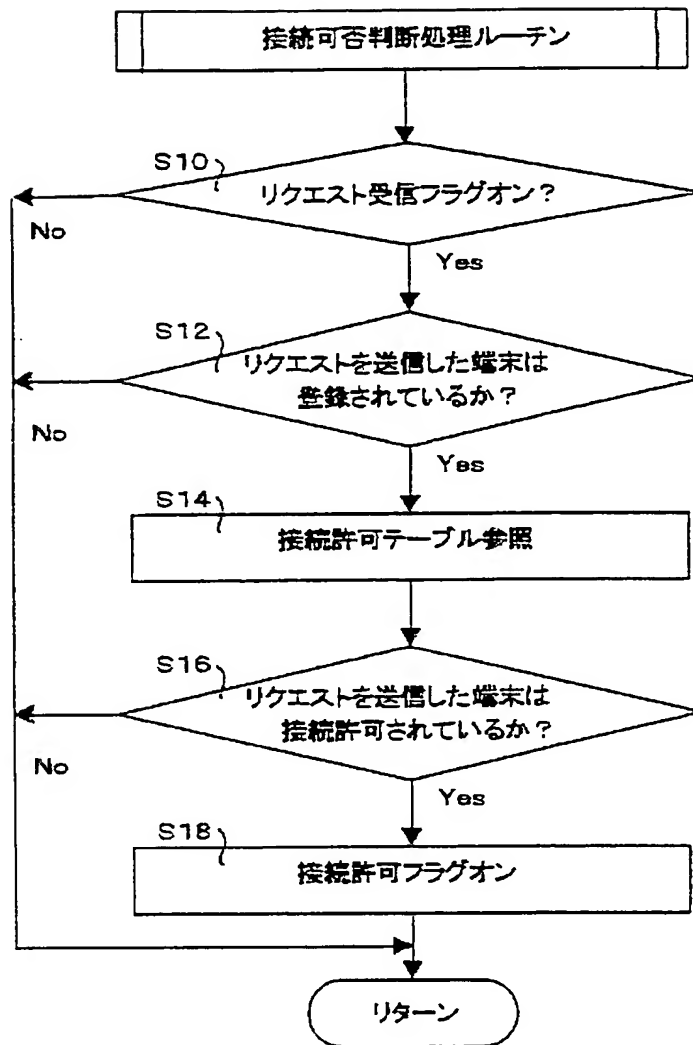 接続可否判断処理ルーチン
S10
リクエスト受信フラグオン？
No
Yes
S12
リクエストを送信した端末は
登録されているか？
No
Yes
S14
接続許可テーブル参照
S16
リクエストを送信した端末は
接続許可されているか？
No
Yes
S18
接続許可フラグオン
リターン